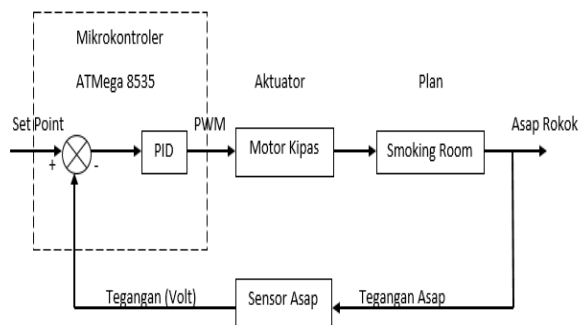 Mikrokontroler
ATMega 8535
Aktuator
Plan
Set Point
PWM
Asap Rokok
+
-
PID
Motor Kipas
Smoking Room
Tegangan (Volt)
Sensor Asap
Tegangan Asap